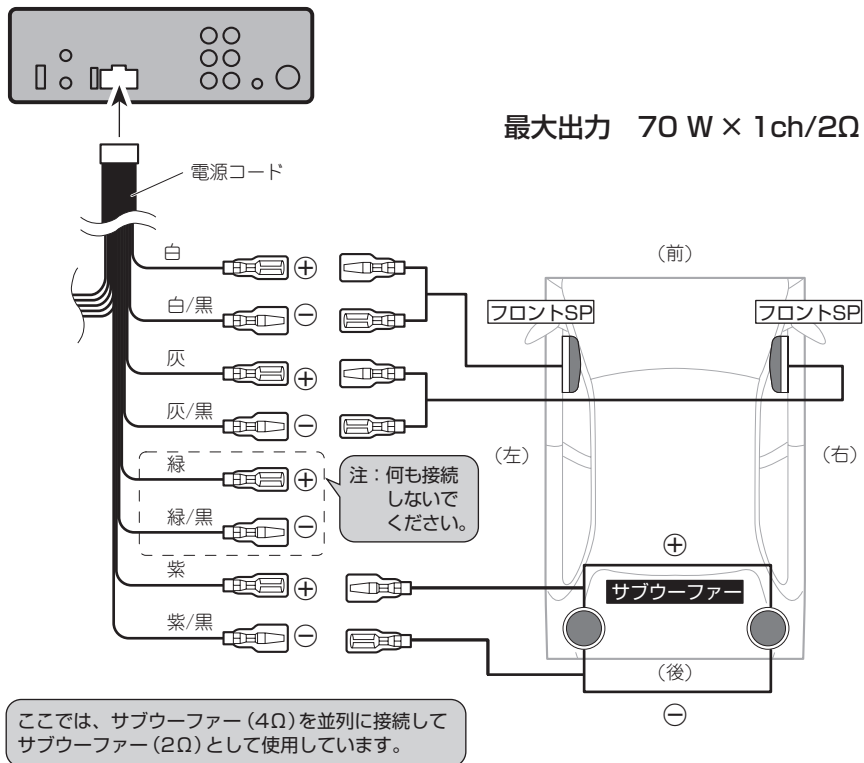 最大出力 70 W × 1ch/2Ω
電源コード
白
⊕
白/黒
⊖
灰
⊕
灰/黒
⊖
緑
⊕
緑/黒
⊖
注：何も接続
しないで
ください。
紫
⊕
紫/黒
⊖
（前）
フロントSP
フロントSP
（左）
（右）
⊕
サブウーファー
（後）
⊖
ここでは、サブウーファー（4Ω）を並列に接続して
サブウーファー（2Ω）として使用しています。